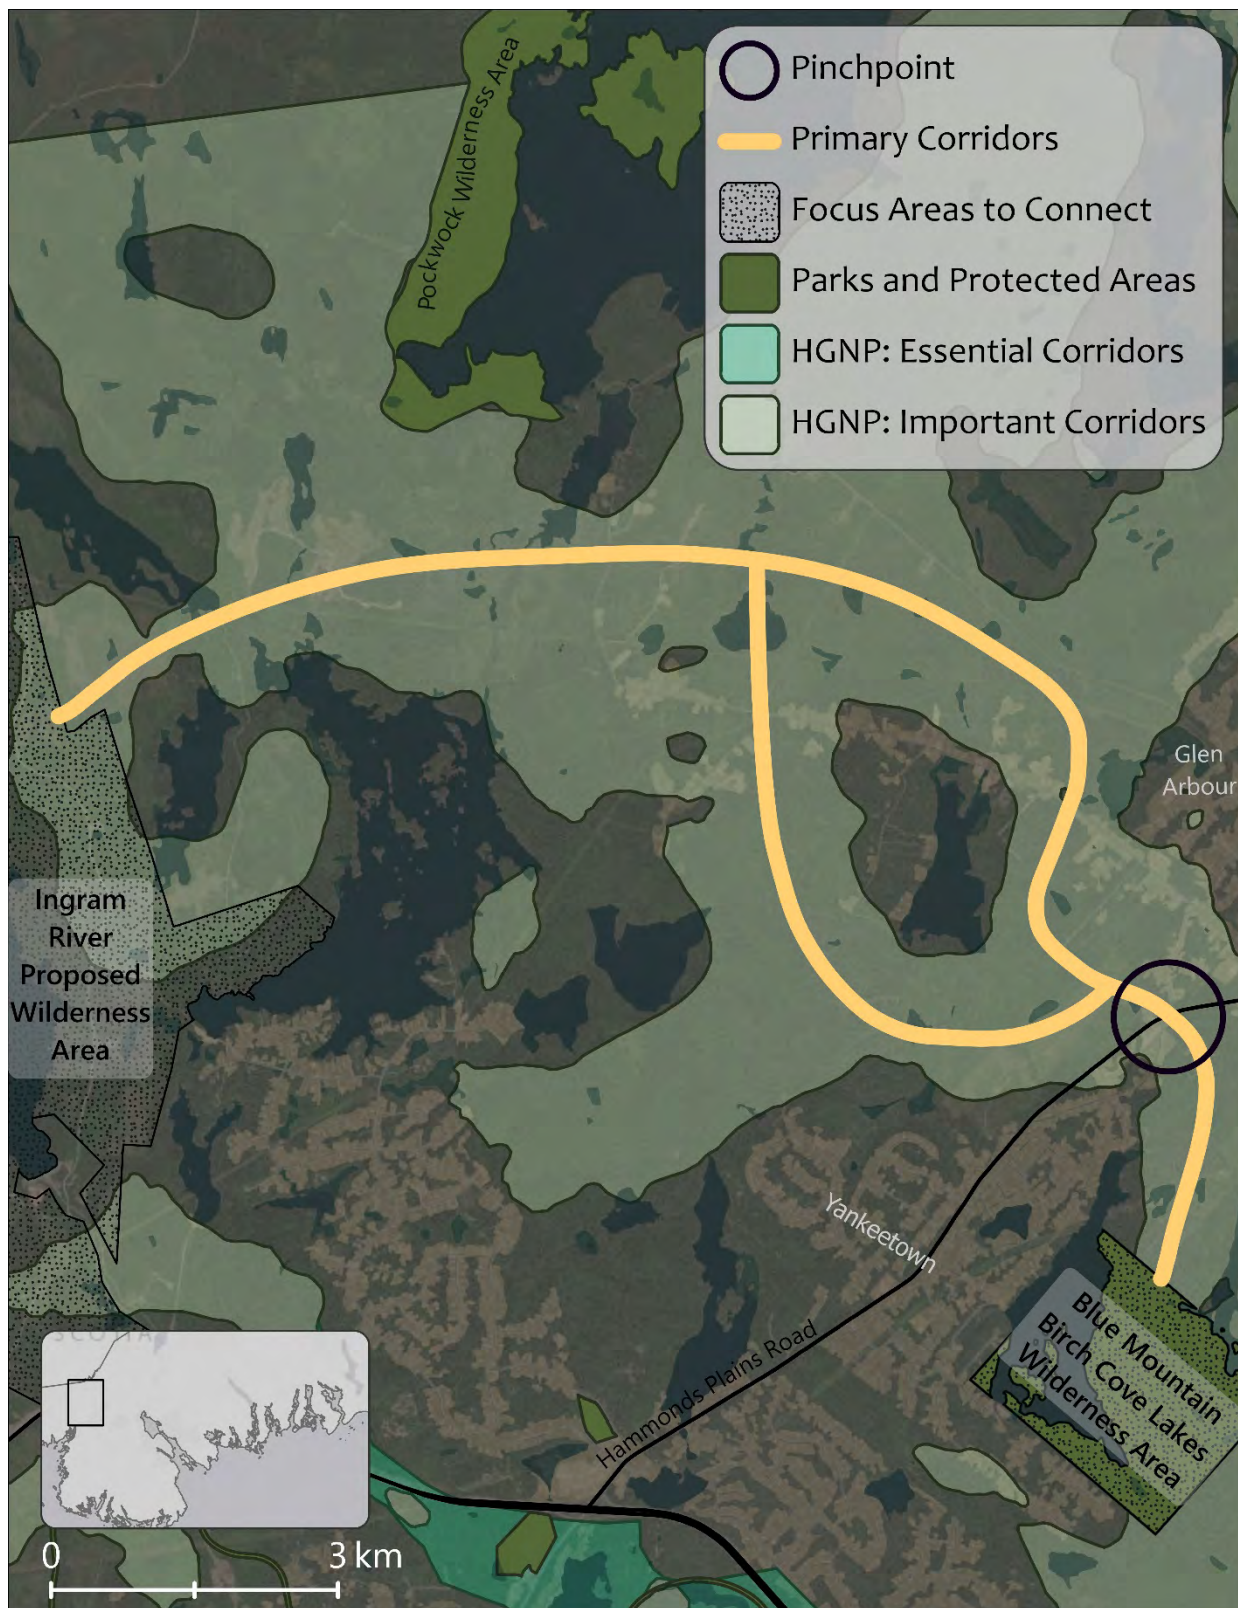 Pockwock Wilderness Area
Pinchpoint
Primary Corridors
Focus Areas to Connect
Parks and Protected Areas
HGNP: Essential Corridors
HGNP: Important Corridors
Glen
Arbour
Ingram
River
Proposed
Wilderness
Area
Yankeetown
Hammonds Plains Road
Blue Mountain
Birch Cove Lakes
Wilderness Area
SCOTIA
0
3 km